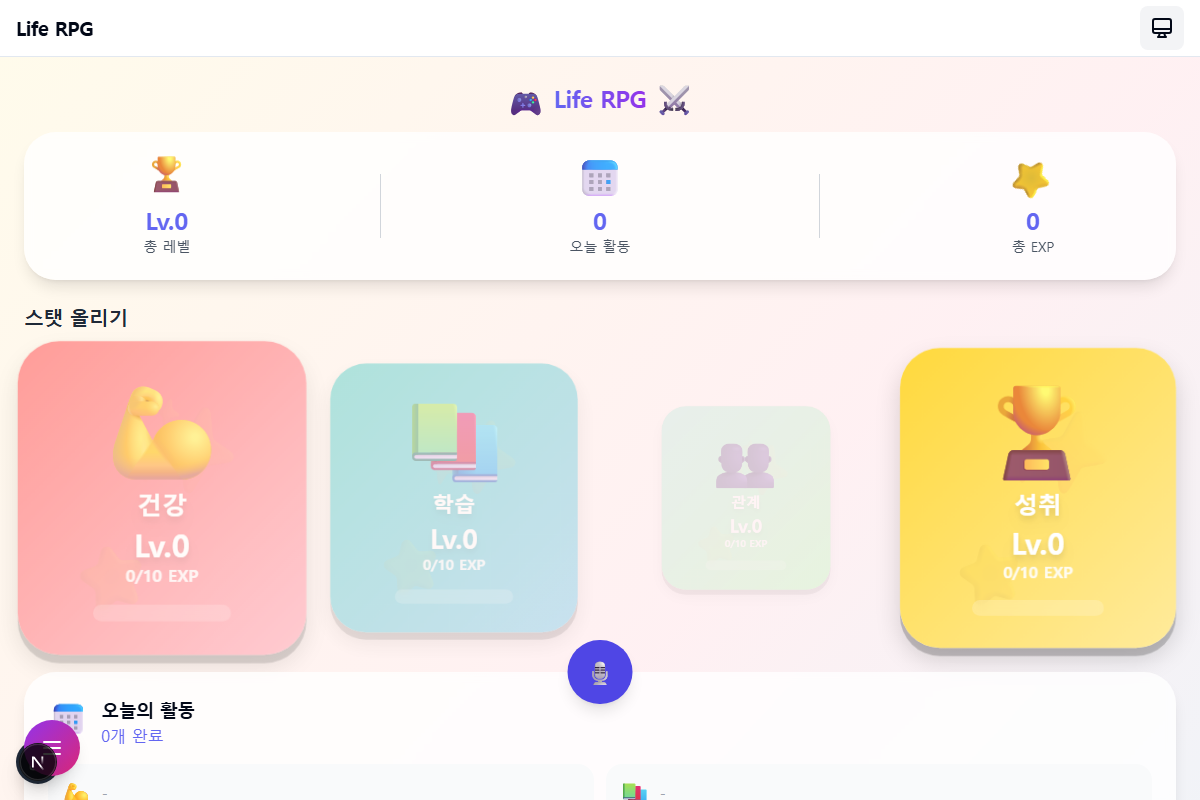 Life RPG
Life RPG
Lv.0
총 레벨
0
오늘 활동
0
총 EXP
스탯 올리기
건강
Lv.0
0/10 EXP
학습
Lv.0
0/10 EXP
관계
Lv.0
0/10 EXP
성취
Lv.0
0/10 EXP
오늘의 활동
0개 완료
N
-
-